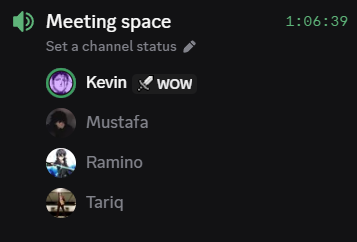 Meeting space 1:06:39
Set a channel status
Kevin WOW
Mustafa
Ramino
Tariq